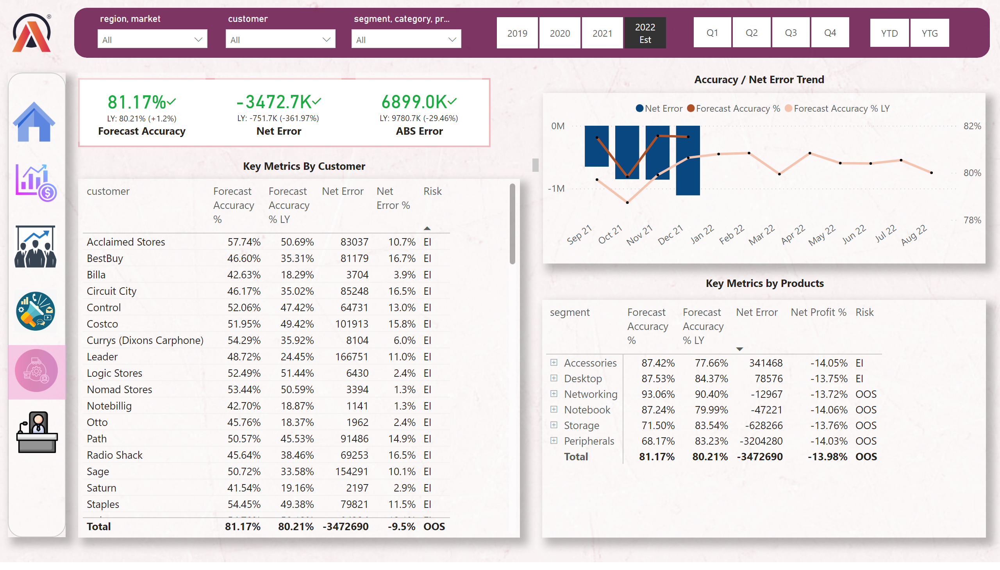 ®
region, market
All
customer
All
segment, category, pr...
All
2019
2020
2021
2022 Est
Q1
Q2
Q3
Q4
YTD
YTG
81.17%
LY: 80.21% (+1.2%)
Forecast Accuracy
-3472.7K
LY: -751.7K (-361.97%)
Net Error
6899.0K
LY: 9780.7K (-29.46%)
ABS Error
Key Metrics By Customer
customer Forecast Accuracy % Forecast Accuracy % LY Net Error Net Error % Risk
Acclaimed Stores 57.74% 50.69% 83037 10.7% EI
BestBuy 46.60% 35.31% 81179 16.7% EI
Billa 42.63% 18.29% 3704 3.9% EI
Circuit City 46.17% 35.02% 85248 16.5% EI
Control 52.06% 47.42% 64731 13.0% EI
Costco 51.95% 49.42% 101913 15.8% EI
Currys (Dixons Carphone) 54.29% 35.92% 8104 6.0% EI
Leader 48.72% 24.45% 166751 11.0% EI
Logic Stores 52.49% 51.44% 6430 2.4% EI
Nomad Stores 53.44% 50.59% 3394 1.3% EI
Notebillig 42.70% 18.87% 1141 1.3% EI
Otto 45.76% 18.37% 1962 2.4% EI
Path 50.57% 45.53% 91486 14.9% EI
Radio Shack 45.64% 38.46% 69253 16.5% EI
Sage 50.72% 33.58% 154291 10.1% EI
Saturn 41.54% 19.16% 2197 2.9% EI
Staples 54.45% 49.38% 79821 11.5% EI
Total 81.17% 80.21% -3472690 -9.5% OOS
Accuracy / Net Error Trend
Net Error Forecast Accuracy % Forecast Accuracy % LY
0M
-1M
82%
80%
78%
Sep 21
Oct 21
Nov 21
Dec 21
Jan 22
Feb 22
Mar 22
Apr 22
May 22
Jun 22
Jul 22
Aug 22
Key Metrics by Products
segment Forecast Accuracy % Forecast Accuracy % LY Net Error Net Profit % Risk
Accessories 87.42% 77.66% 341468 -14.05% EI
Desktop 87.53% 84.37% 78576 -13.75% EI
Networking 93.06% 90.40% -12967 -13.72% OOS
Notebook 87.24% 79.99% -47221 -14.06% OOS
Storage 71.50% 83.54% -628266 -13.76% OOS
Peripherals 68.17% 83.23% -3204280 -14.03% OOS
Total 81.17% 80.21% -3472690 -13.98% OOS